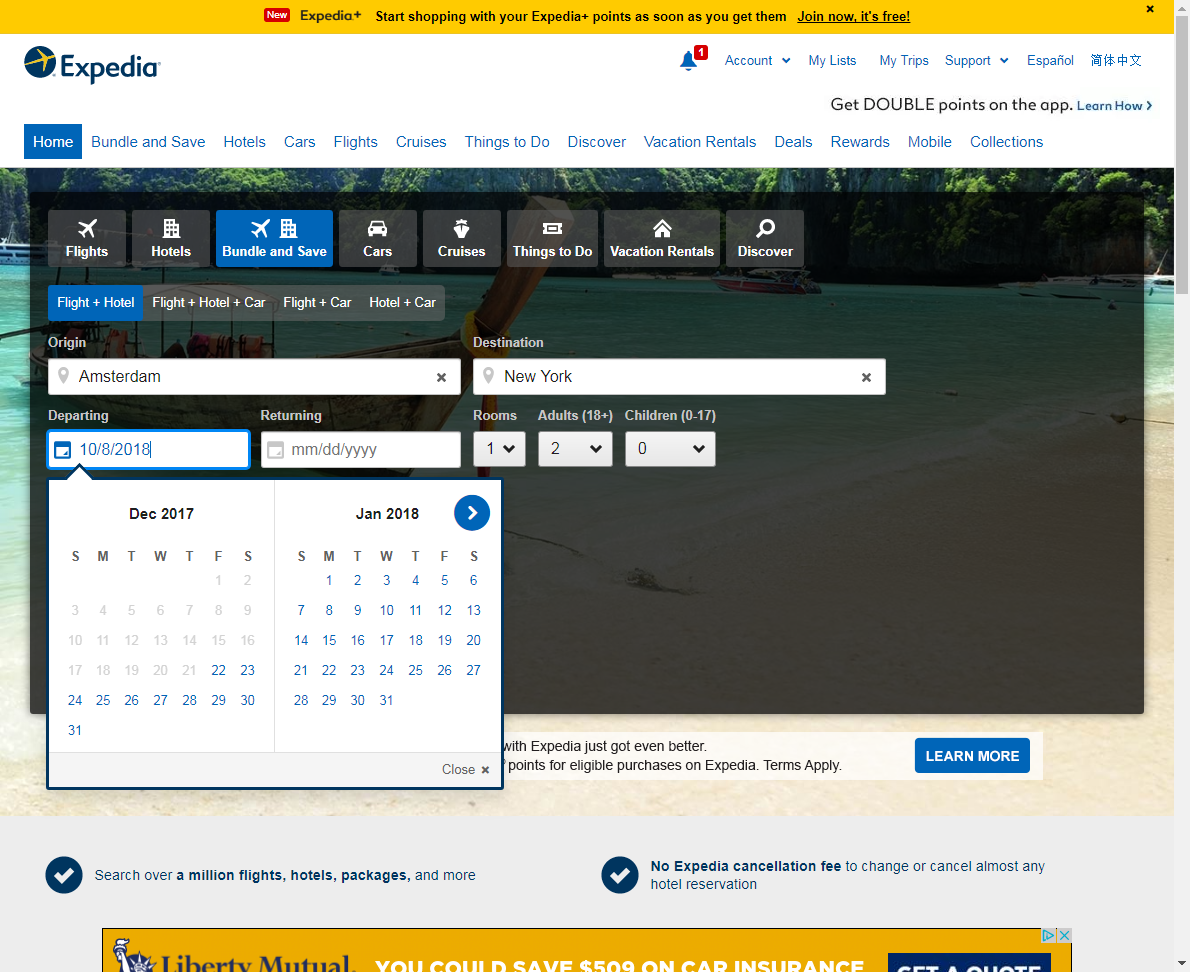 New Expedia+ Start shopping with your Expedia+ points as soon as you get them Join now, it's free!
Expedia
1 Account My Lists My Trips Support Español 简体中文
Get DOUBLE points on the app. Learn How
Home Bundle and Save Hotels Cars Flights Cruises Things to Do Discover Vacation Rentals Deals Rewards Mobile Collections
Flights Hotels Bundle and Save Cars Cruises Things to Do Vacation Rentals Discover
Flight + Hotel Flight + Hotel + Car Flight + Car Hotel + Car
Origin Destination
Amsterdam New York
Departing Returning Rooms Adults (18+) Children (0-17)
10/8/2018 mm/dd/yyyy 1 2 0
Dec 2017 Jan 2018
S M T W T F S S M T W T F S
1 2 1 2 3 4 5 6
3 4 5 6 7 8 9 7 8 9 10 11 12 13
10 11 12 13 14 15 16 14 15 16 17 18 19 20
17 18 19 20 21 22 23 21 22 23 24 25 26 27
24 25 26 27 28 29 30 28 29 30 31
31
with Expedia just got even better.
points for eligible purchases on Expedia. Terms Apply.
LEARN MORE
Close
Search over a million flights, hotels, packages, and more
No Expedia cancellation fee to change or cancel almost any
hotel reservation
Liberty Mutual. YOU COULD SAVE $509 ON CAR INSURANCE GET A QUOTE